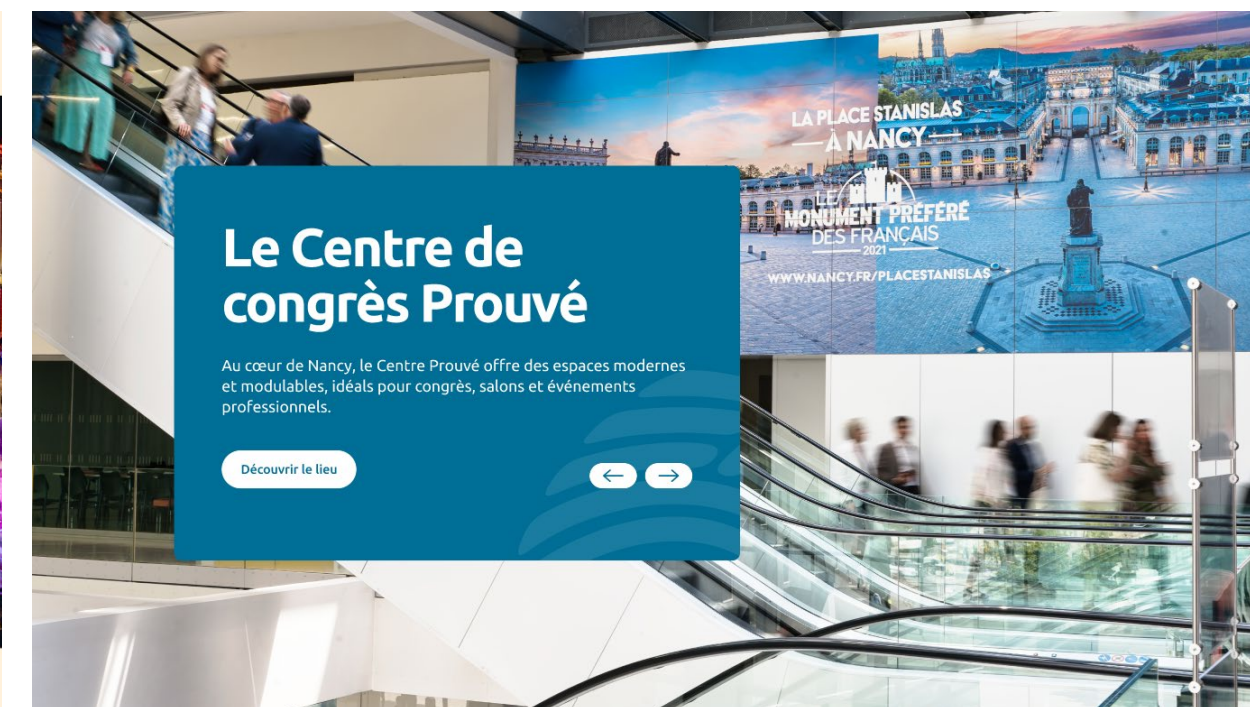 LA PLACE STANISLAS
À NANCY
LE
MONUMENT PRÉFÉRÉ
DES FRANÇAIS
2021
WWW.NANCY.FR/PLACESTANISLAS
Le Centre de
congrès Prouvé
Au cœur de Nancy, le Centre Prouvé offre des espaces modernes
et modulables, idéals pour congrès, salons et événements
professionnels.
Découvrir le lieu